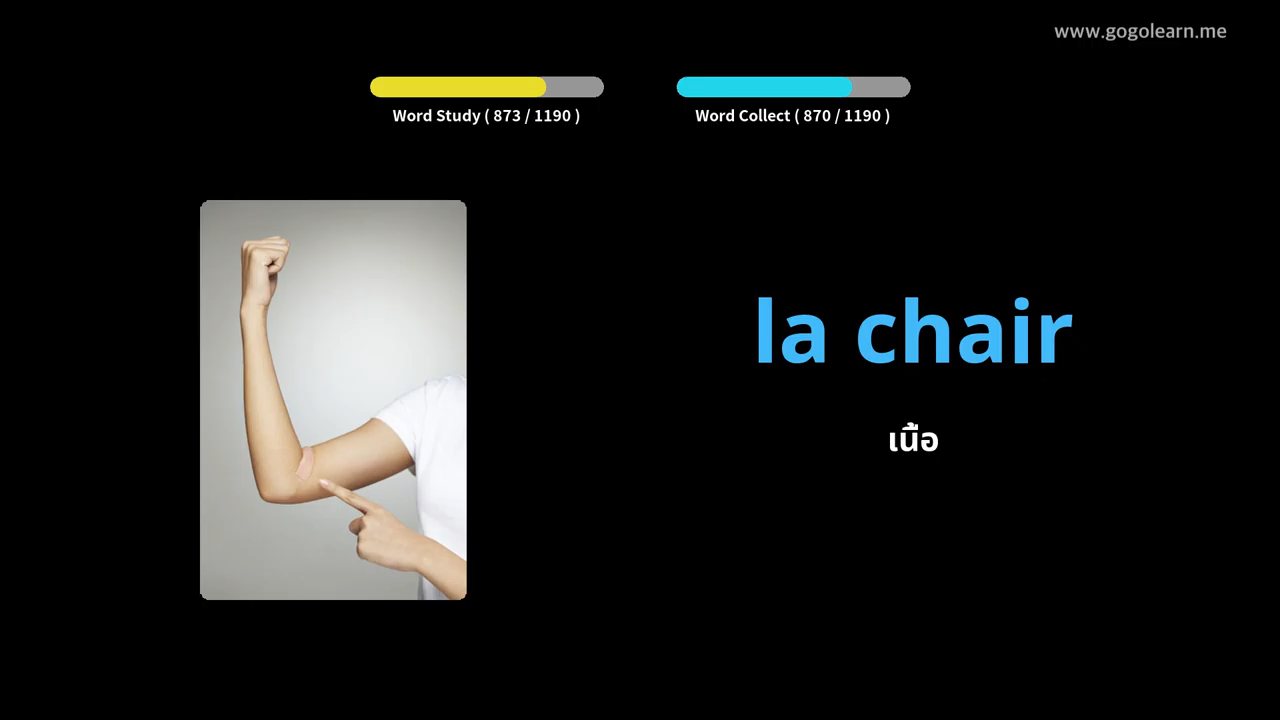 www.gogolearn.me
Word Study ( 873 / 1190 )
Word Collect ( 870 / 1190 )
la chair
เนื้อ